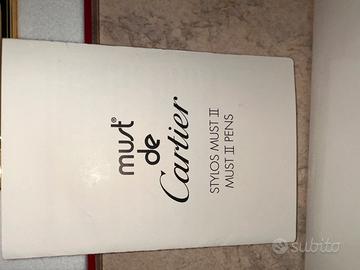 must®
de
Cartier
STYLOS MUST II
MUST II PENS
subito